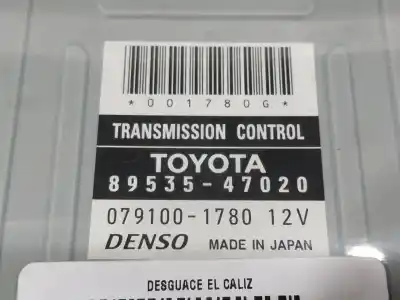 *001780G*
TRANSMISSION CONTROL
TOYOTA
89535-47020
079100-1780 12V
DENSO MADE IN JAPAN
DESGUACE EL CALIZ